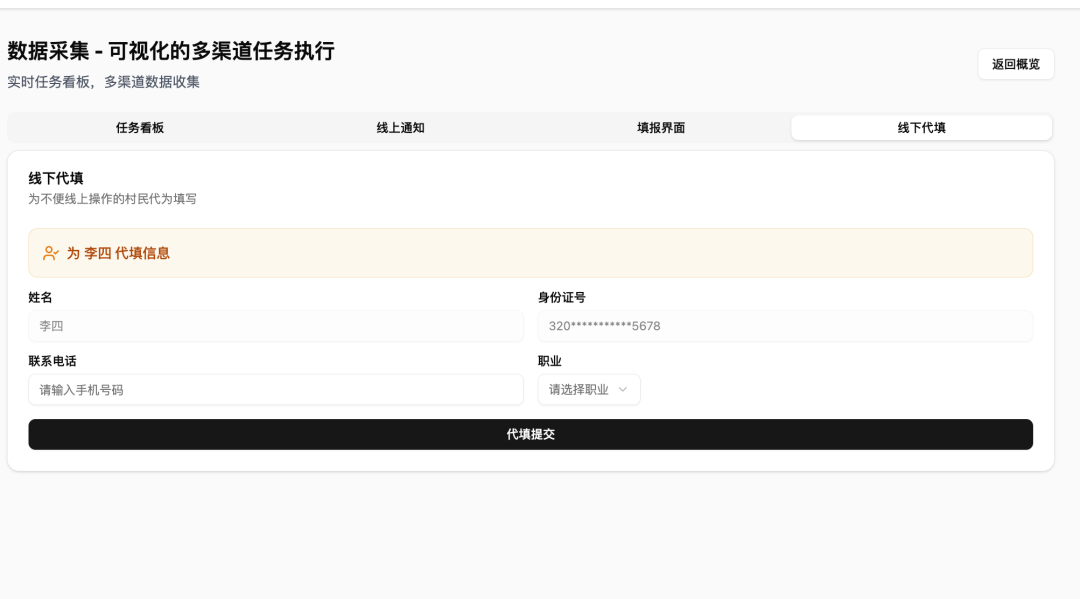 数据采集 - 可视化的多渠道任务执行
实时任务看板，多渠道数据收集
返回概览
任务看板
线上通知
填报界面
线下代填
线下代填
为不便线上操作的村民代为填写
为 李四 代填信息
姓名
身份证号
李四
320***********5678
联系电话
职业
请输入手机号码
请选择职业
代填提交